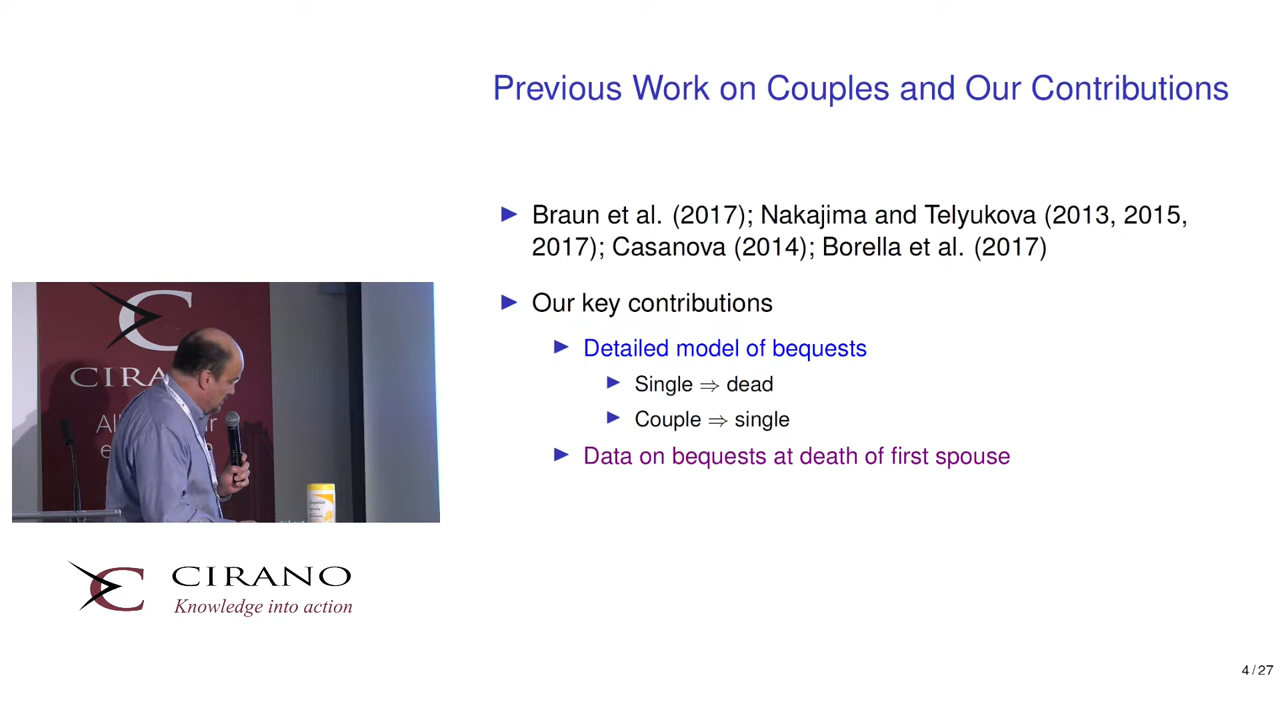 Previous Work on Couples and Our Contributions
Braun et al. (2017); Nakajima and Telyukova (2013, 2015,
2017); Casanova (2014); Borella et al. (2017)
Our key contributions
Detailed model of bequests
Single ⇒ dead
Couple ⇒ single
Data on bequests at death of first spouse
CIRANO
Knowledge into action
4 / 27